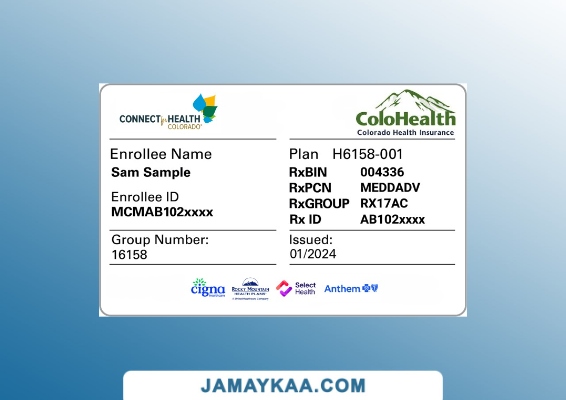 CONNECT for HEALTH
COLORADO
ColoHealth
Colorado Health Insurance
Enrollee Name
Sam Sample
Enrollee ID
MCMAB102xxxx
Group Number:
16158
Plan H6158-001
RxBIN 004336
RxPCN MEDDADV
RxGROUP RX17AC
Rx ID AB102xxxx
Issued:
01/2024
cigna
healthcare
ROCKY MOUNTAIN
HEALTH PLANS
Select
Health
Anthem
JAMAYKAA.COM